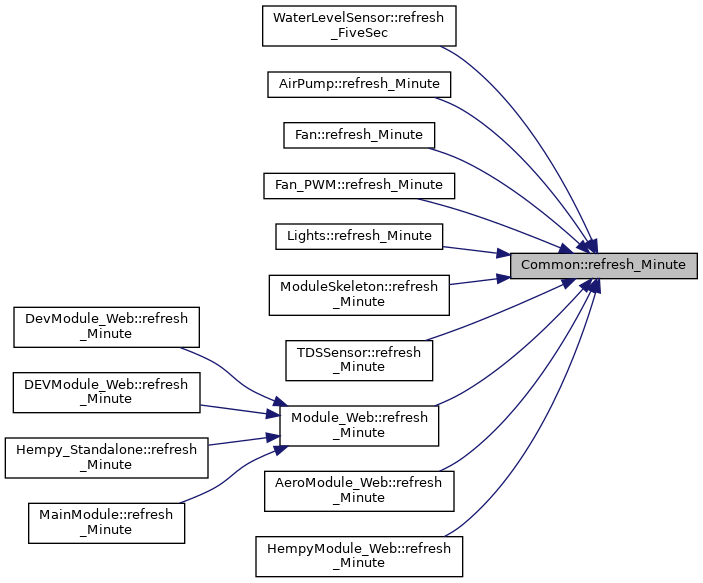 WaterLevelSensor::refresh
_FiveSec
AirPump::refresh_Minute
Fan::refresh_Minute
Fan_PWM::refresh_Minute
Lights::refresh_Minute
Common::refresh_Minute
ModuleSkeleton::refresh
_Minute
DevModule_Web::refresh
_Minute
TDSSensor::refresh
_Minute
DEVModule_Web::refresh
_Minute
Module_Web::refresh
_Minute
Hempy_Standalone::refresh
_Minute
AeroModule_Web::refresh
_Minute
MainModule::refresh
_Minute
HempyModule_Web::refresh
_Minute